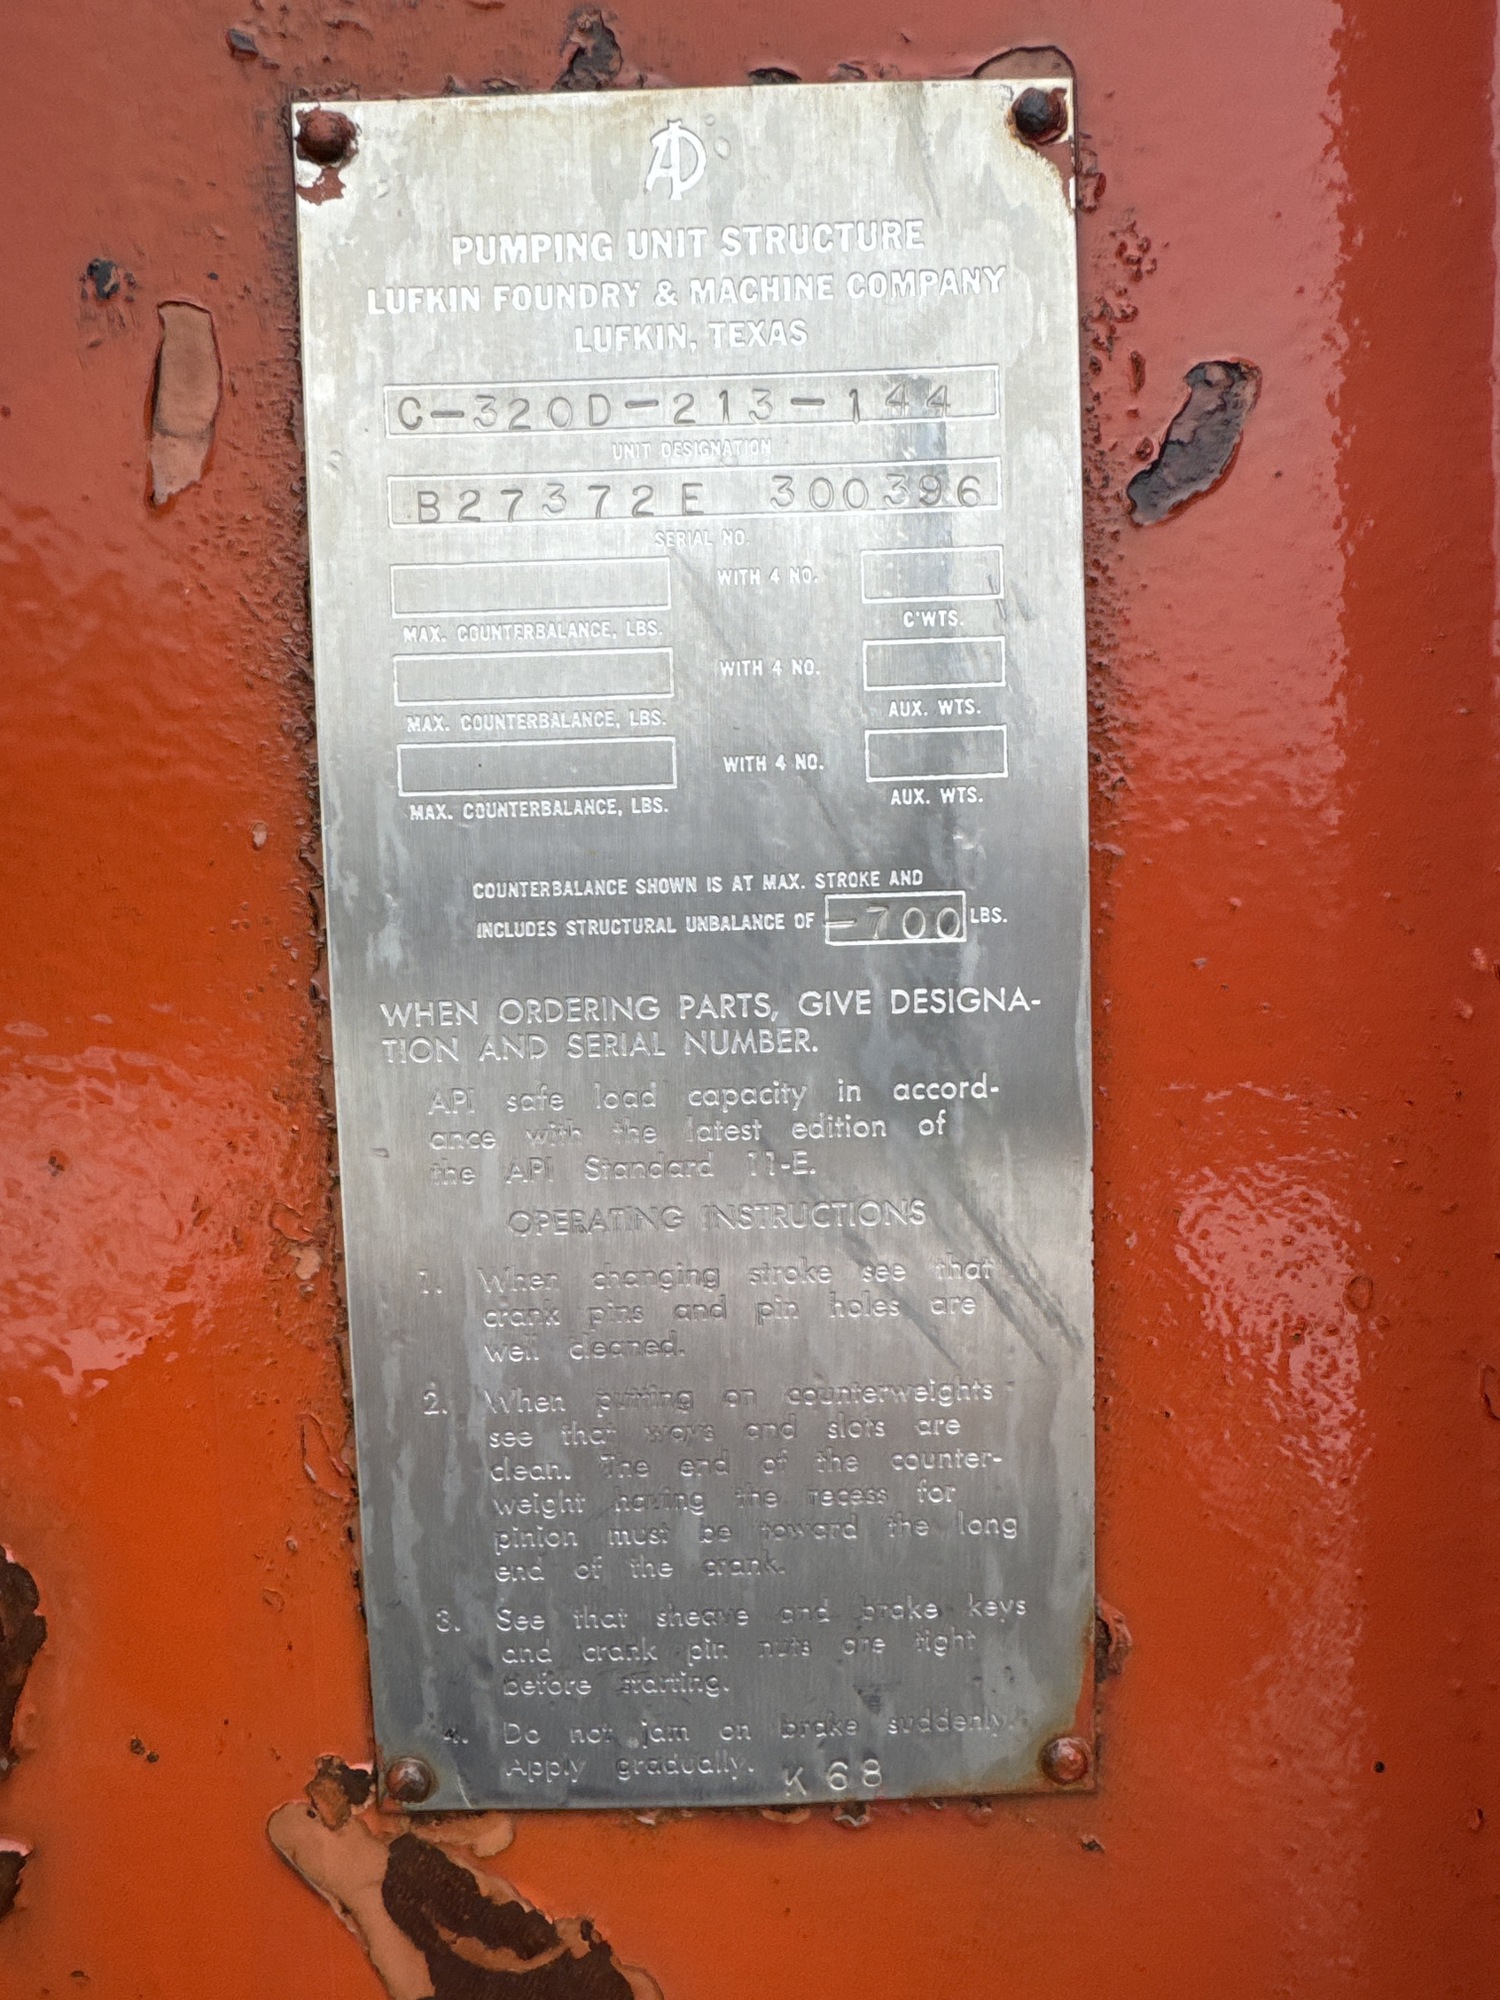 API
PUMPING UNIT STRUCTURE
LUFKIN FOUNDRY & MACHINE COMPANY
LUFKIN, TEXAS
C-320D-213-144
UNIT DESIGNATION
B27372E 300396
SERIAL NO.
WITH 4 NO.
MAX. COUNTERBALANCE, LBS. C'WTS.
WITH 4 NO.
MAX. COUNTERBALANCE, LBS. AUX. WTS.
WITH 4 NO.
MAX. COUNTERBALANCE, LBS. AUX. WTS.
COUNTERBALANCE SHOWN IS AT MAX. STROKE AND
INCLUDES STRUCTURAL UNBALANCE OF -700 LBS.
WHEN ORDERING PARTS, GIVE DESIGNA-
TION AND SERIAL NUMBER.
API safe load capacity in accord-
ance with the latest edition of
the API Standard 11-E.
OPERATING INSTRUCTIONS
1. When changing stroke see that
crank pins and pin holes are
well cleaned.
2. When putting on counterweights
see that ways and slots are
clean. The end of the counter-
weight having the recess for
pinion must be toward the long
end of the crank.
3. See that sheave and brake keys
and crank pin nuts are tight
before starting.
4. Do not jam on brake suddenly.
Apply gradually. K 68